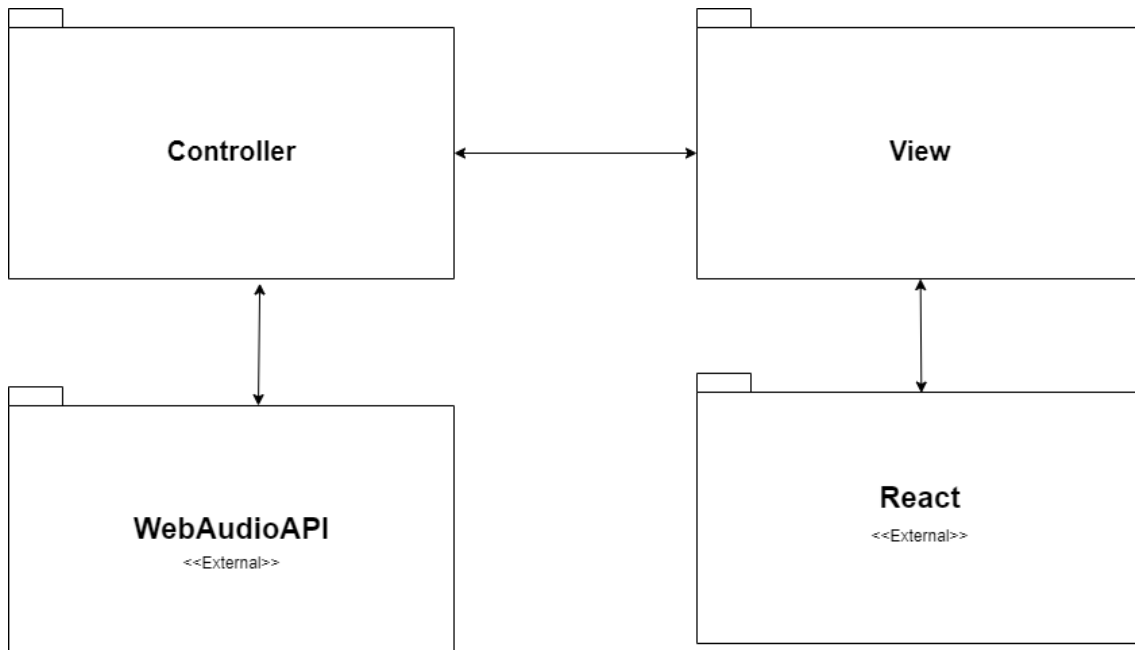 Controller
View
WebAudioAPI
<<External>>
React
<<External>>